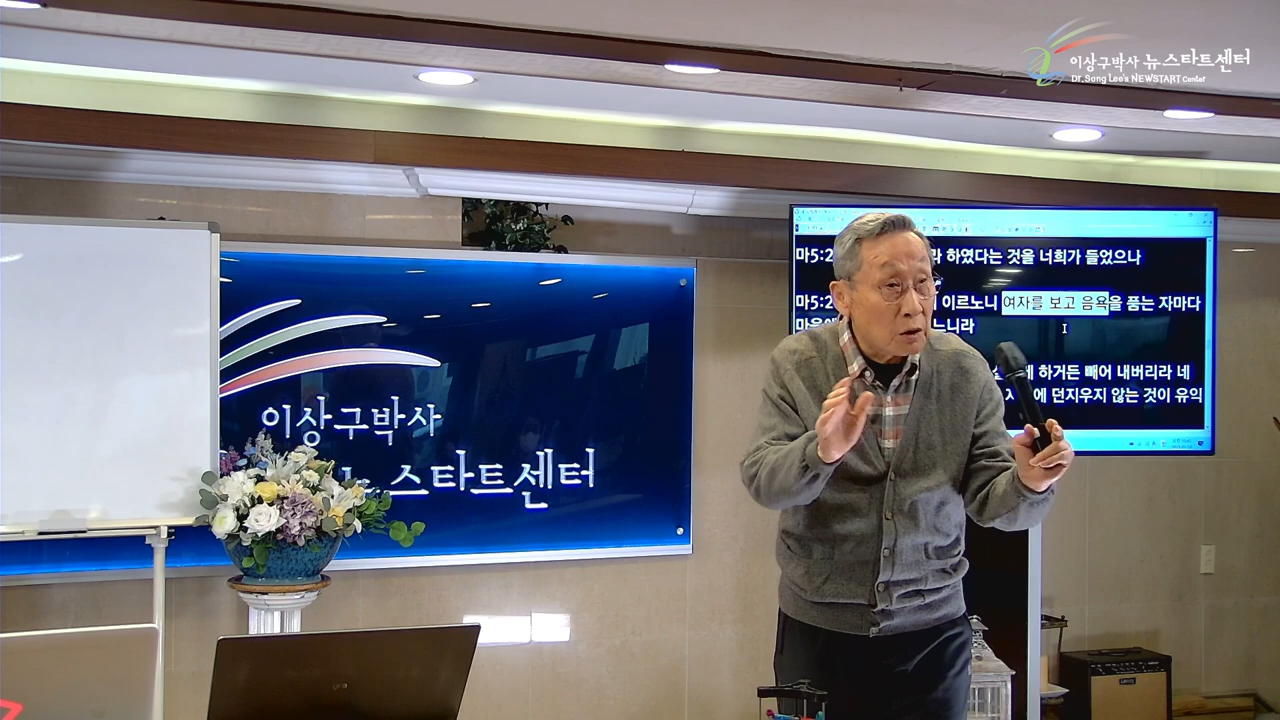 이상구박사 뉴스타트센터
Dr. Sang Lee's NEWSTART Center
마5:2 라 하였다는 것을 너희가 들었으나
마5:2 이르노니 여자를 보고 음욕을 품는 자마다
느니라
하거든 빼어 내버리라 네
에 던지우지 않는 것이 유익
이상구박사
스타트센터